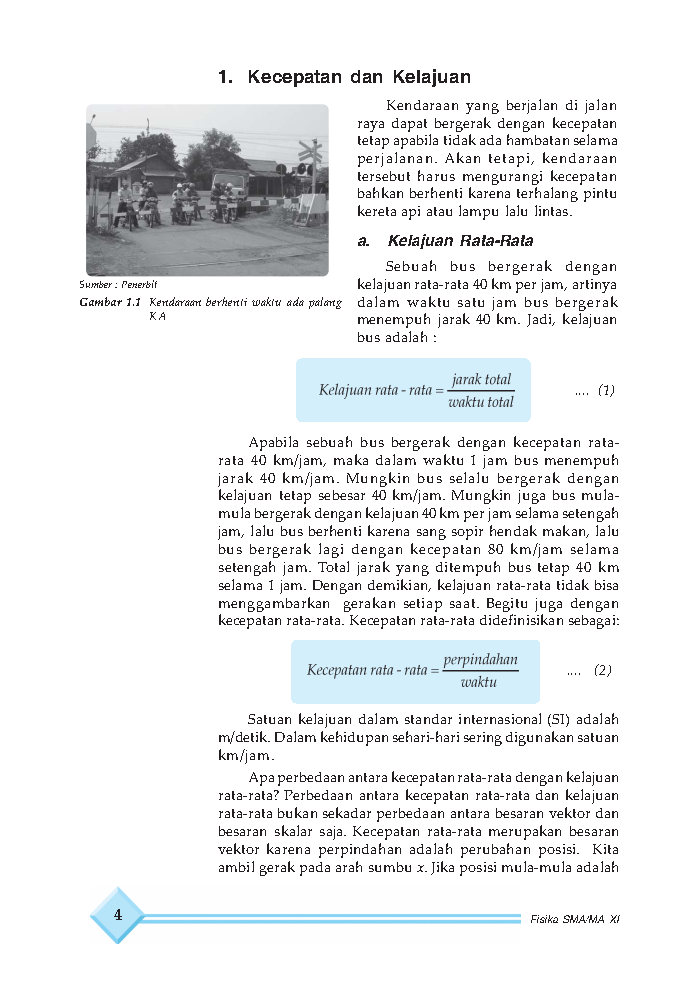 1. Kecepatan dan Kelajuan
Kendaraan yang berjalan di jalan
raya dapat bergerak dengan kecepatan
tetap apabila tidak ada hambatan selama
perjalanan. Akan tetapi, kendaraan
tersebut harus mengurangi kecepatan
bahkan berhenti karena terhalang pintu
kereta api atau lampu lalu lintas.
Sumber : Penerbit
Gambar 1.1 Kendaraan berhenti waktu ada palang
KA
a. Kelajuan Rata-Rata
Sebuah bus bergerak dengan
kelajuan rata-rata 40 km per jam, artinya
dalam waktu satu jam bus bergerak
menempuh jarak 40 km. Jadi, kelajuan
bus adalah :
Kelajuan rata - rata = jarak total / waktu total .... (1)
Apabila sebuah bus bergerak dengan kecepatan rata-
rata 40 km/jam, maka dalam waktu 1 jam bus menempuh
jarak 40 km/jam. Mungkin bus selalu bergerak dengan
kelajuan tetap sebesar 40 km/jam. Mungkin juga bus mula-
mula bergerak dengan kelajuan 40 km per jam selama setengah
jam, lalu bus berhenti karena sang sopir hendak makan, lalu
bus bergerak lagi dengan kecepatan 80 km/jam selama
setengah jam. Total jarak yang ditempuh bus tetap 40 km
selama 1 jam. Dengan demikian, kelajuan rata-rata tidak bisa
menggambarkan gerakan setiap saat. Begitu juga dengan
kecepatan rata-rata. Kecepatan rata-rata didefinisikan sebagai:
Kecepatan rata - rata = perpindahan / waktu .... (2)
Satuan kelajuan dalam standar internasional (SI) adalah
m/detik. Dalam kehidupan sehari-hari sering digunakan satuan
km/jam.
Apa perbedaan antara kecepatan rata-rata dengan kelajuan
rata-rata? Perbedaan antara kecepatan rata-rata dan kelajuan
rata-rata bukan sekadar perbedaan antara besaran vektor dan
besaran skalar saja. Kecepatan rata-rata merupakan besaran
vektor karena perpindahan adalah perubahan posisi. Kita
ambil gerak pada arah sumbu x. Jika posisi mula-mula adalah
4
Fisika SMA/MA XI